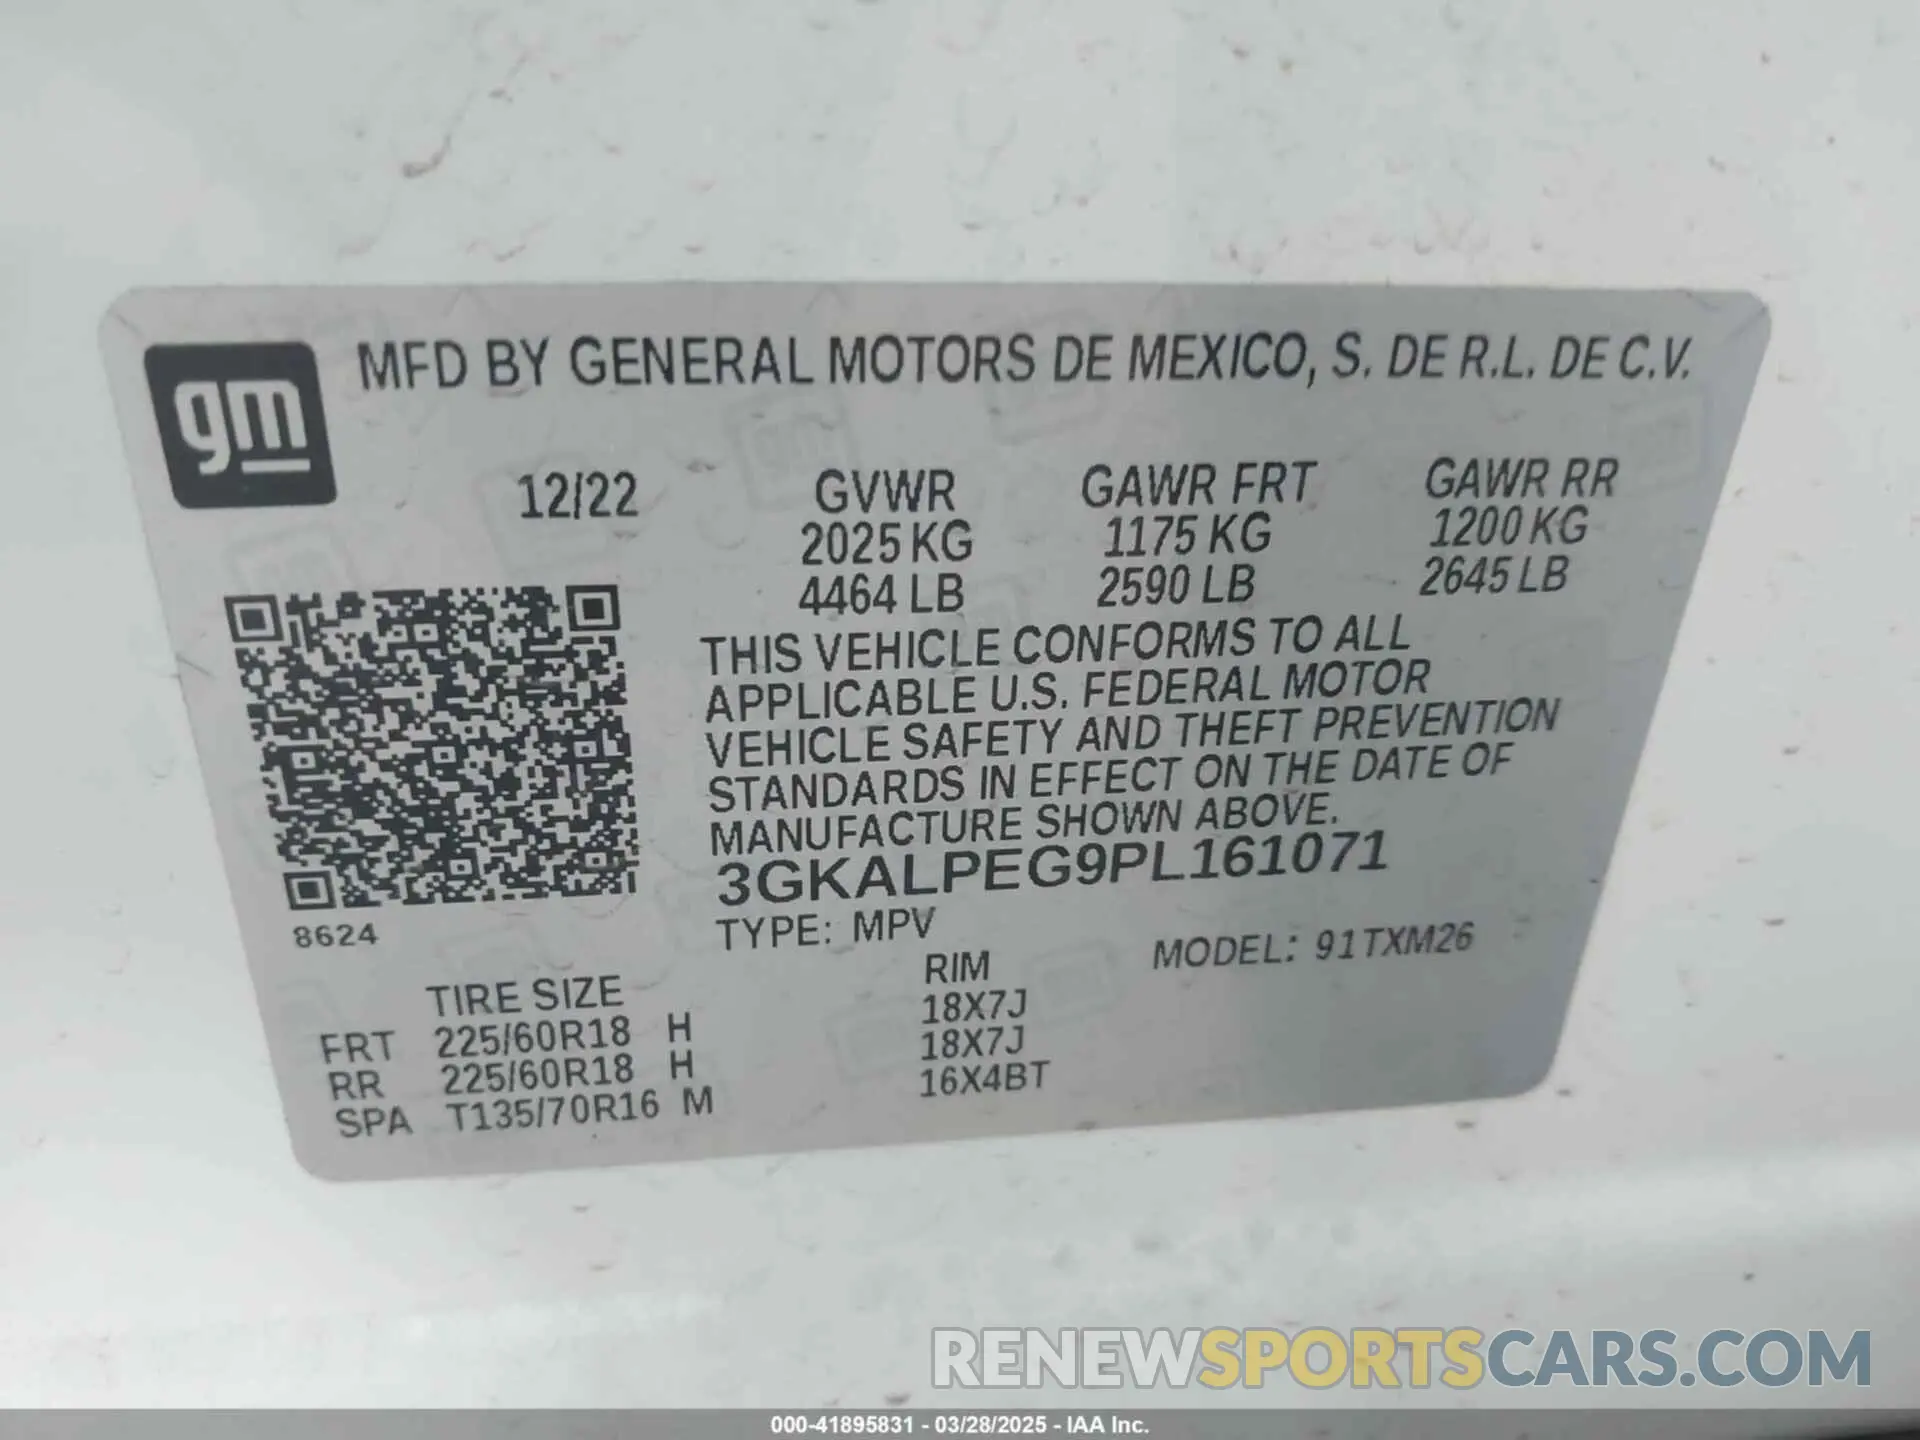 gm
MFD BY GENERAL MOTORS DE MEXICO, S. DE R.L. DE C.V.
12/22 GVWR GAWR FRT GAWR RR
2025 KG 1175 KG 1200 KG
4464 LB 2590 LB 2645 LB
THIS VEHICLE CONFORMS TO ALL
APPLICABLE U.S. FEDERAL MOTOR
VEHICLE SAFETY AND THEFT PREVENTION
STANDARDS IN EFFECT ON THE DATE OF
MANUFACTURE SHOWN ABOVE.
3GKALPEG9PL161071
8624
TYPE: MPV MODEL: 91TXM26
TIRE SIZE RIM
FRT 225/60R18 H 18X7J
RR 225/60R18 H 18X7J
SPA T135/70R16 M 16X4BT
RENEWSPORTSCARS.COM
000-41895831 - 03/28/2025 - IAA Inc.